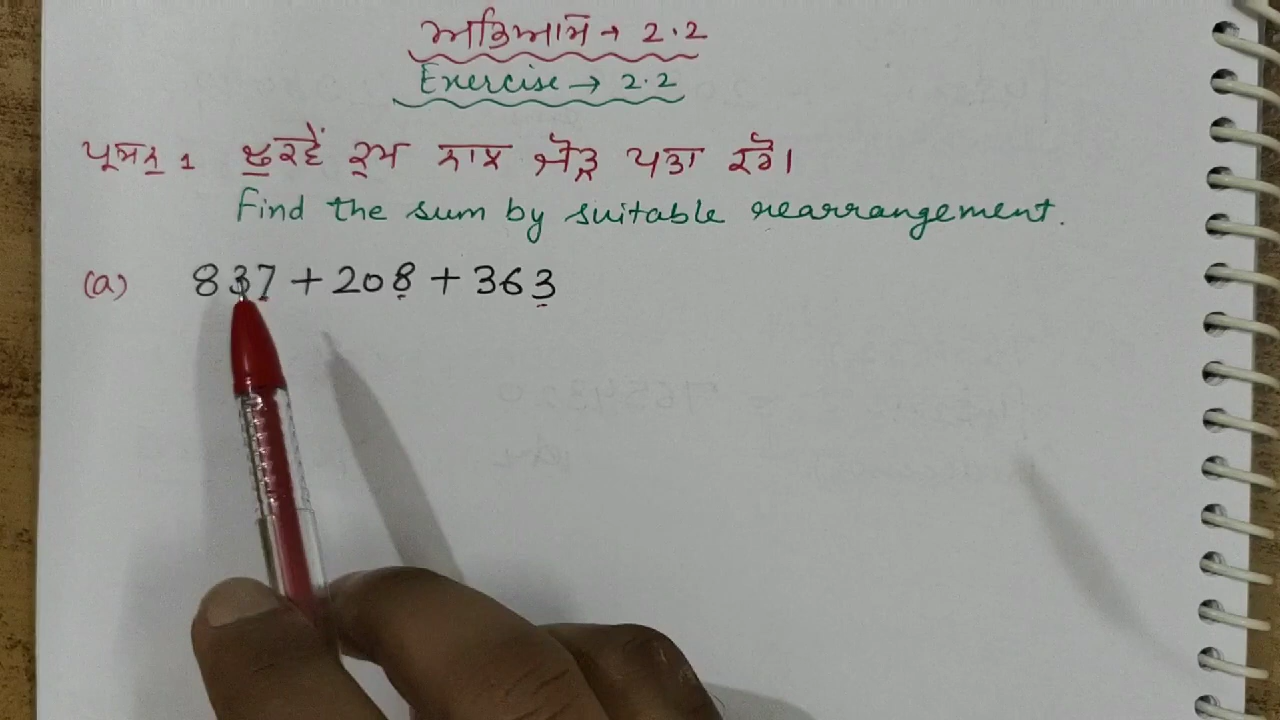 ਅਭਿਆਸ → 2.2
Exercise → 2.2
ਪ੍ਰਸ਼ਨ 1 ਢੁਕਵੇਂ ਕ੍ਰਮ ਨਾਲ ਜੋੜ ਪਤਾ ਕਰੋ।
Find the sum by suitable rearrangement.
(a) 837 + 208 + 363